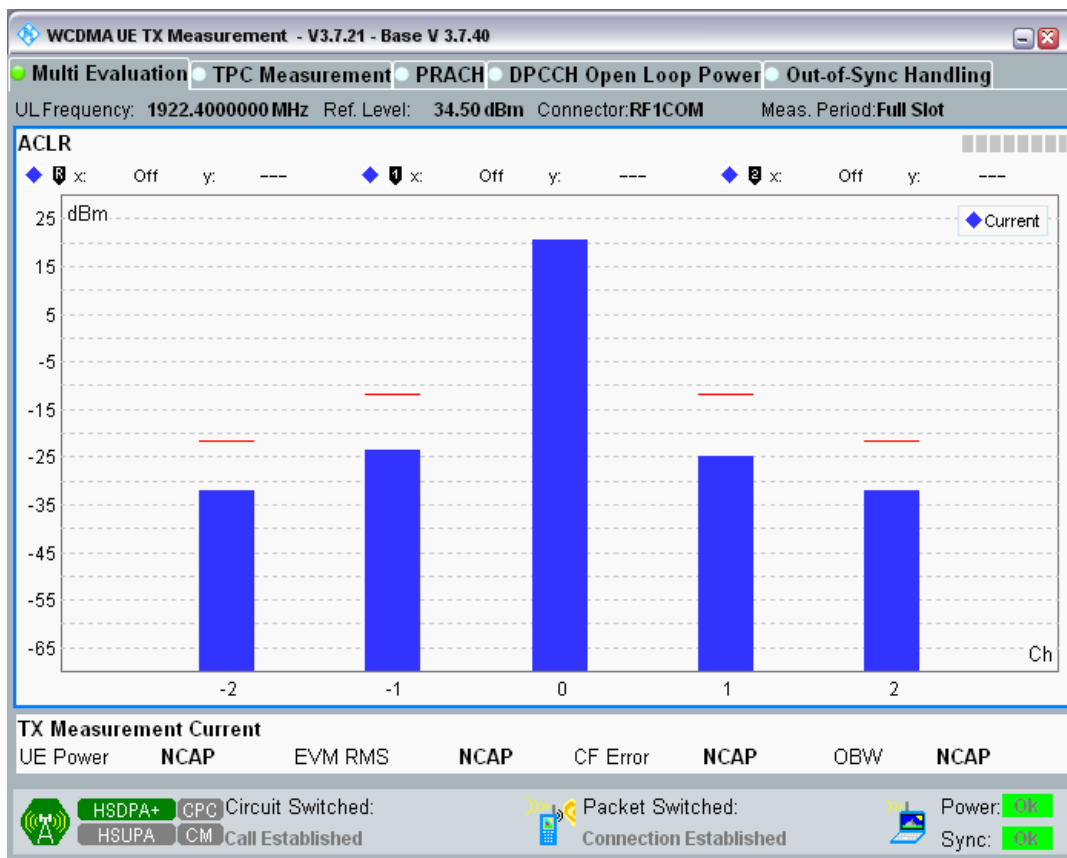 WCDMA UE TX Measurement - V3.7.21 - Base V 3.7.40
Multi Evaluation TPC Measurement PRACH DPCCH Open Loop Power Out-of-Sync Handling
UL Frequency: 1922.4000000 MHz Ref. Level: 34.50 dBm Connector:RF1COM Meas. Period:Full Slot
ACLR
R x: Off y: --- 1 x: Off y: --- 2 x: Off y: ---
dBm
Current
25
15
5
-5
-15
-25
-35
-45
-55
-65
Ch
-2 -1 0 1 2
TX Measurement Current
UE Power NCAP EVM RMS NCAP CF Error NCAP OBW NCAP
HSDPA+ CPC Circuit Switched: Packet Switched: Power: Ok
HSUPA CM Call Established Connection Established Sync: Ok